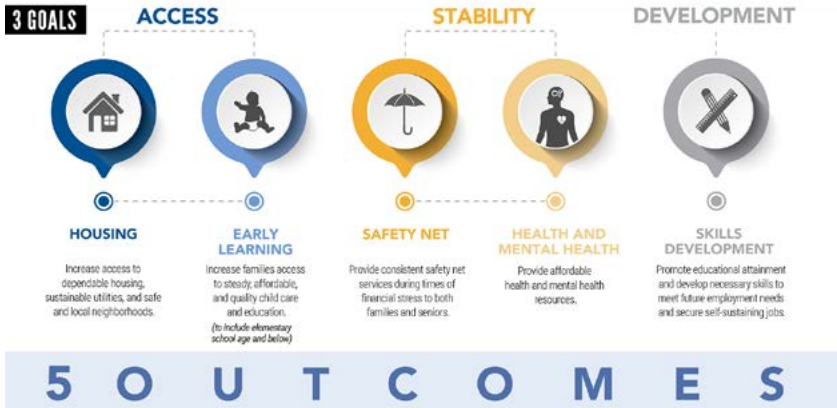 3 GOALS
ACCESS
STABILITY
DEVELOPMENT
HOUSING
Increase access to
dependable housing,
sustainable utilities, and safe
and local neighborhoods.
EARLY
LEARNING
Increase families access
to steady, affordable,
and quality child care
and education.
(to include elementary
school age and below)
SAFETY NET
Provide consistent safety net
services during times of
financial stress to both
families and seniors.
HEALTH AND
MENTAL HEALTH
Provide affordable
health and mental health
resources.
SKILLS
DEVELOPMENT
Promote educational attainment
and develop necessary skills to
meet future employment needs
and secure self-sustaining jobs.
5 OUTCOMES